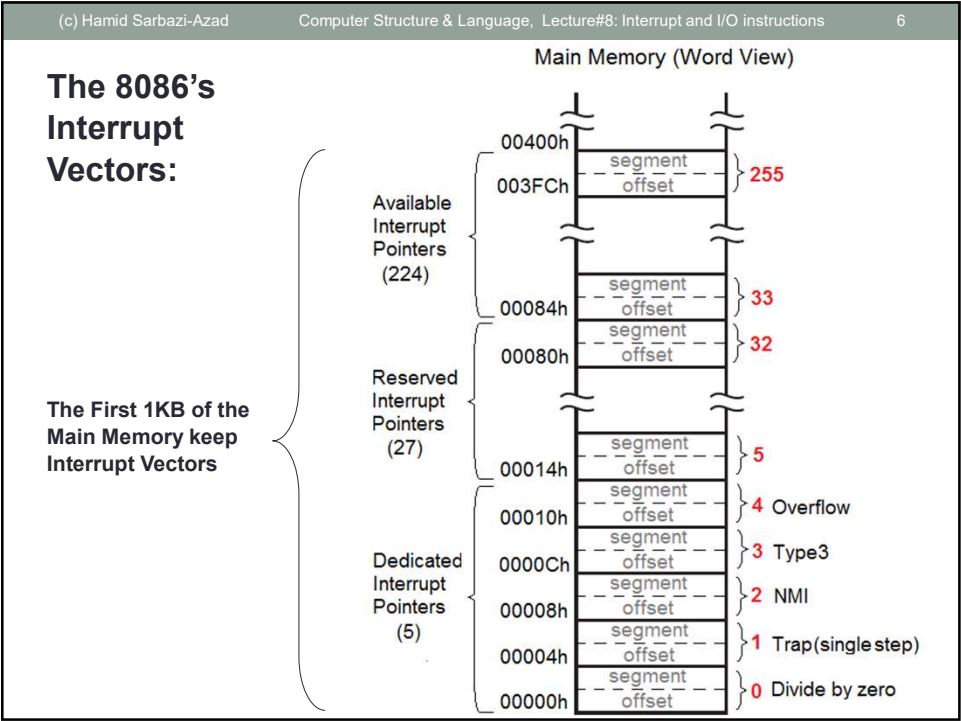 (c) Hamid Sarbazi-Azad Computer Structure & Language, Lecture#8: Interrupt and I/O instructions 6
The 8086’s
Interrupt
Vectors:
The First 1KB of the
Main Memory keep
Interrupt Vectors
Main Memory (Word View)
Available
Interrupt
Pointers
(224)
Reserved
Interrupt
Pointers
(27)
Dedicated
Interrupt
Pointers
(5)
00400h
segment
003FCh offset 255
segment
00084h offset 33
segment
00080h offset 32
segment
00014h offset 5
segment
00010h offset 4 Overflow
segment
0000Ch offset 3 Type3
segment
00008h offset 2 NMI
segment
00004h offset 1 Trap(single step)
segment
00000h offset 0 Divide by zero